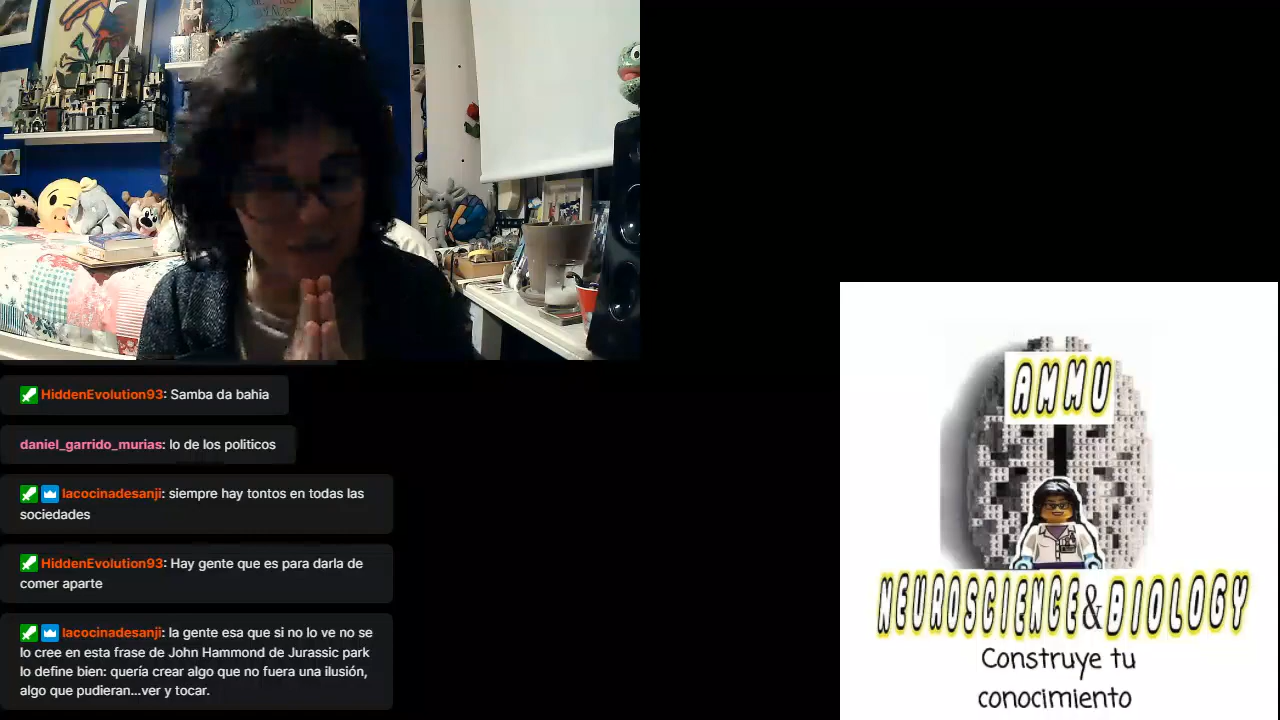 HiddenEvolution93: Samba da bahia
daniel_garrido_murias: lo de los politicos
lacocinadesanji: siempre hay tontos en todas las
sociedades
HiddenEvolution93: Hay gente que es para darla de
comer aparte
lacocinadesanji: la gente esa que si no lo ve no se
lo cree en esta frase de John Hammond de Jurassic park
lo define bien: quería crear algo que no fuera una ilusión,
algo que pudieran...ver y tocar.
AMMU
NEUROSCIENCE&BIOLOGY
Construye tu
conocimiento